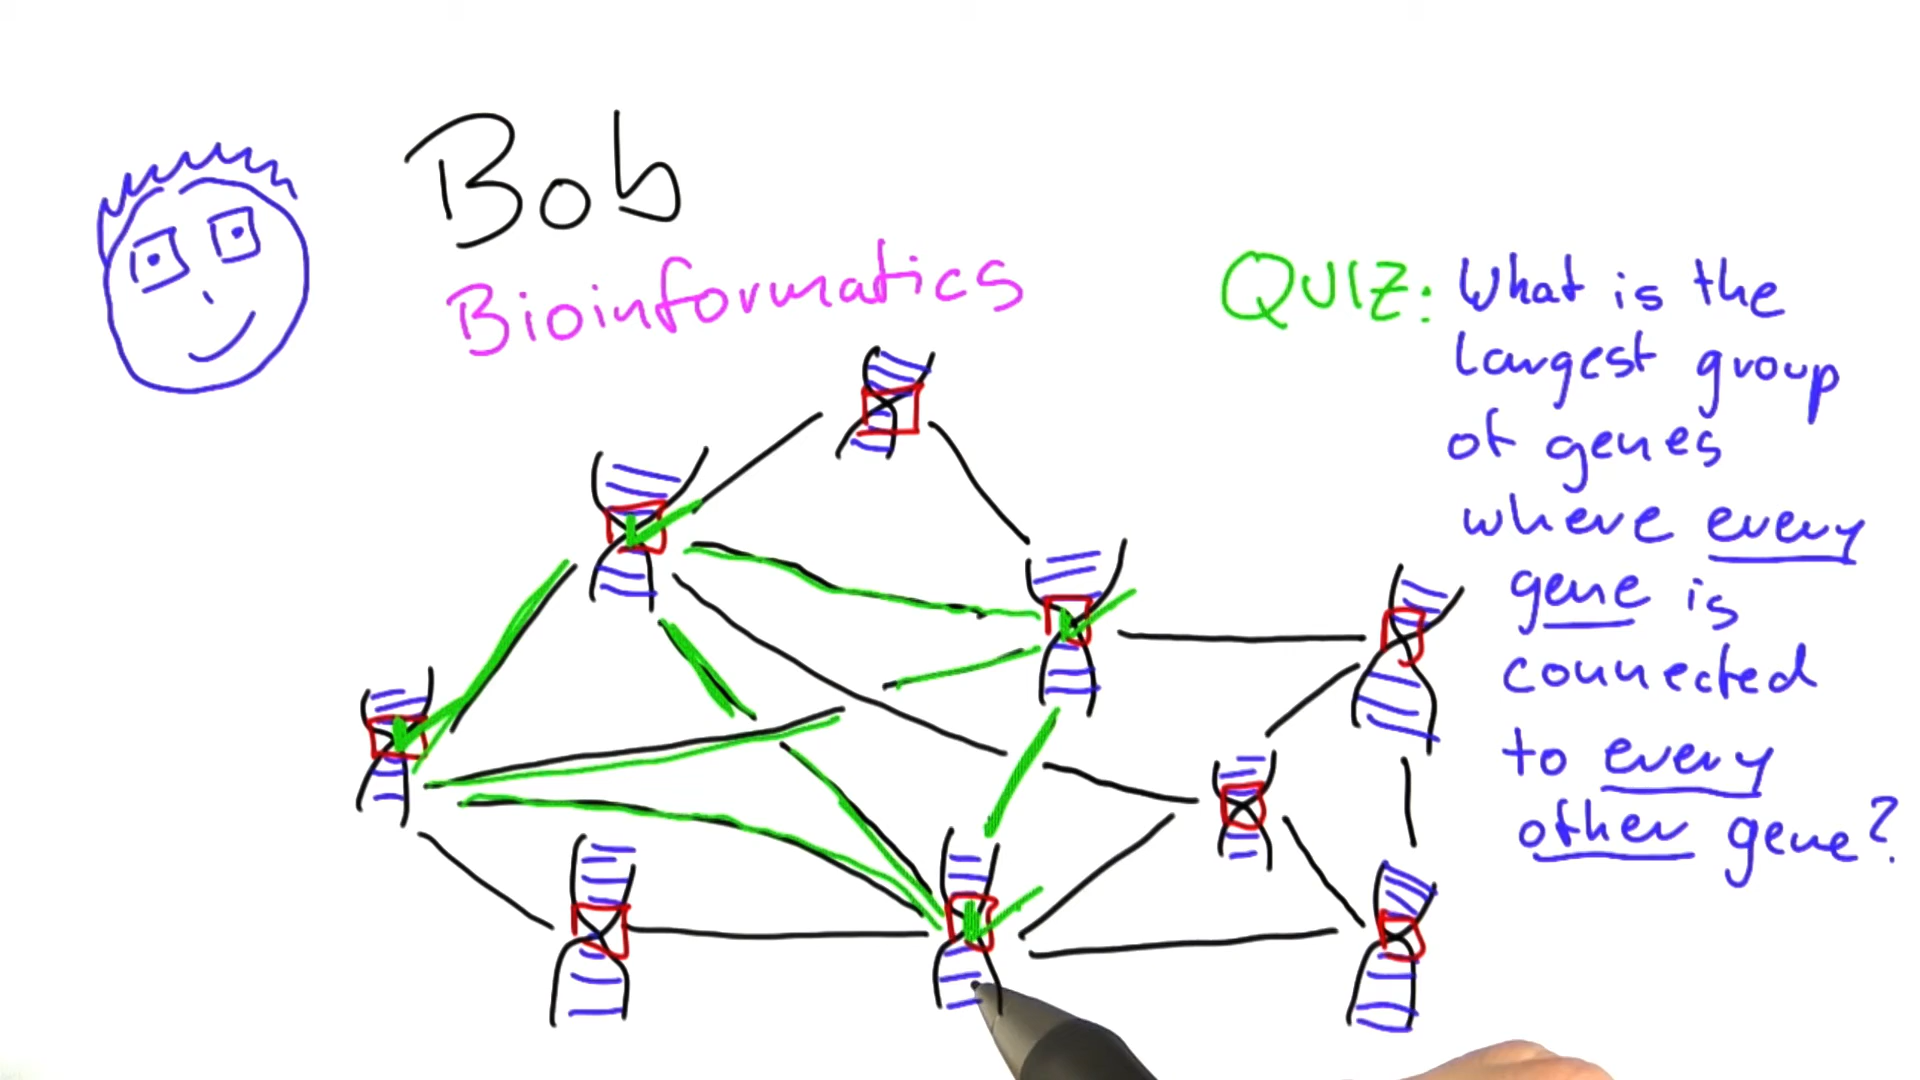 Bob
Bioinformatics
QUIZ: What is the
largest group
of genes
where every
gene is
connected
to every
other gene?